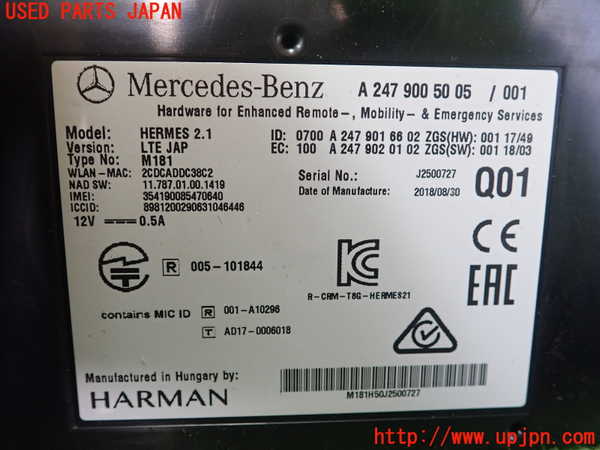 USED PARTS JAPAN
Mercedes-Benz A 247 900 50 05 / 001
Hardware for Enhanced Remote-, Mobility- & Emergency Services
Model: HERMES 2.1 ID: 0700 A 247 901 66 02 ZGS(HW): 001 17/49
Version: LTE JAP EC: 100 A 247 902 01 02 ZGS(SW): 001 18/03
Type No: M181
WLAN-MAC: 2CDCADDC38C2 Serial No.: J2500727
NAD SW: 11.787.01.00.1419 Date of Manufacture: 2018/08/30 Q01
IMEI: 354190085470640
ICCID: 8981200290631046446
12V 0.5A
CE
R 005-101844
R-CRM-T8G-HERMES21
EAC
contains MIC ID R 001-A10296
T AD17-0006018
Manufactured in Hungary by:
HARMAN
M181H50J2500727
http://www.upjpn.com